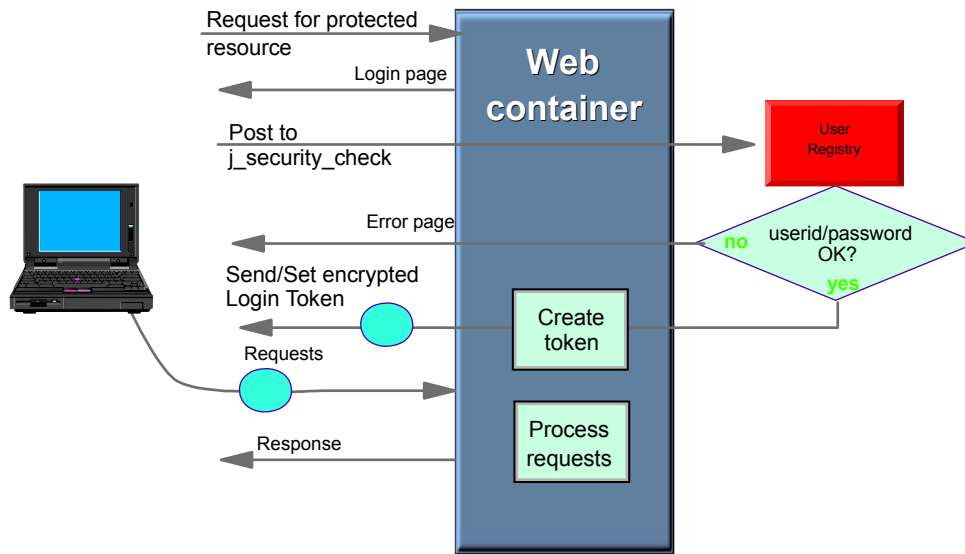 Request for protected
resource
Web
container
Login page
Post to
j_security_check
User
Registry
Error page
no
userid/password
OK?
yes
Send/Set encrypted
Login Token
Create
token
Requests
Process
requests
Response